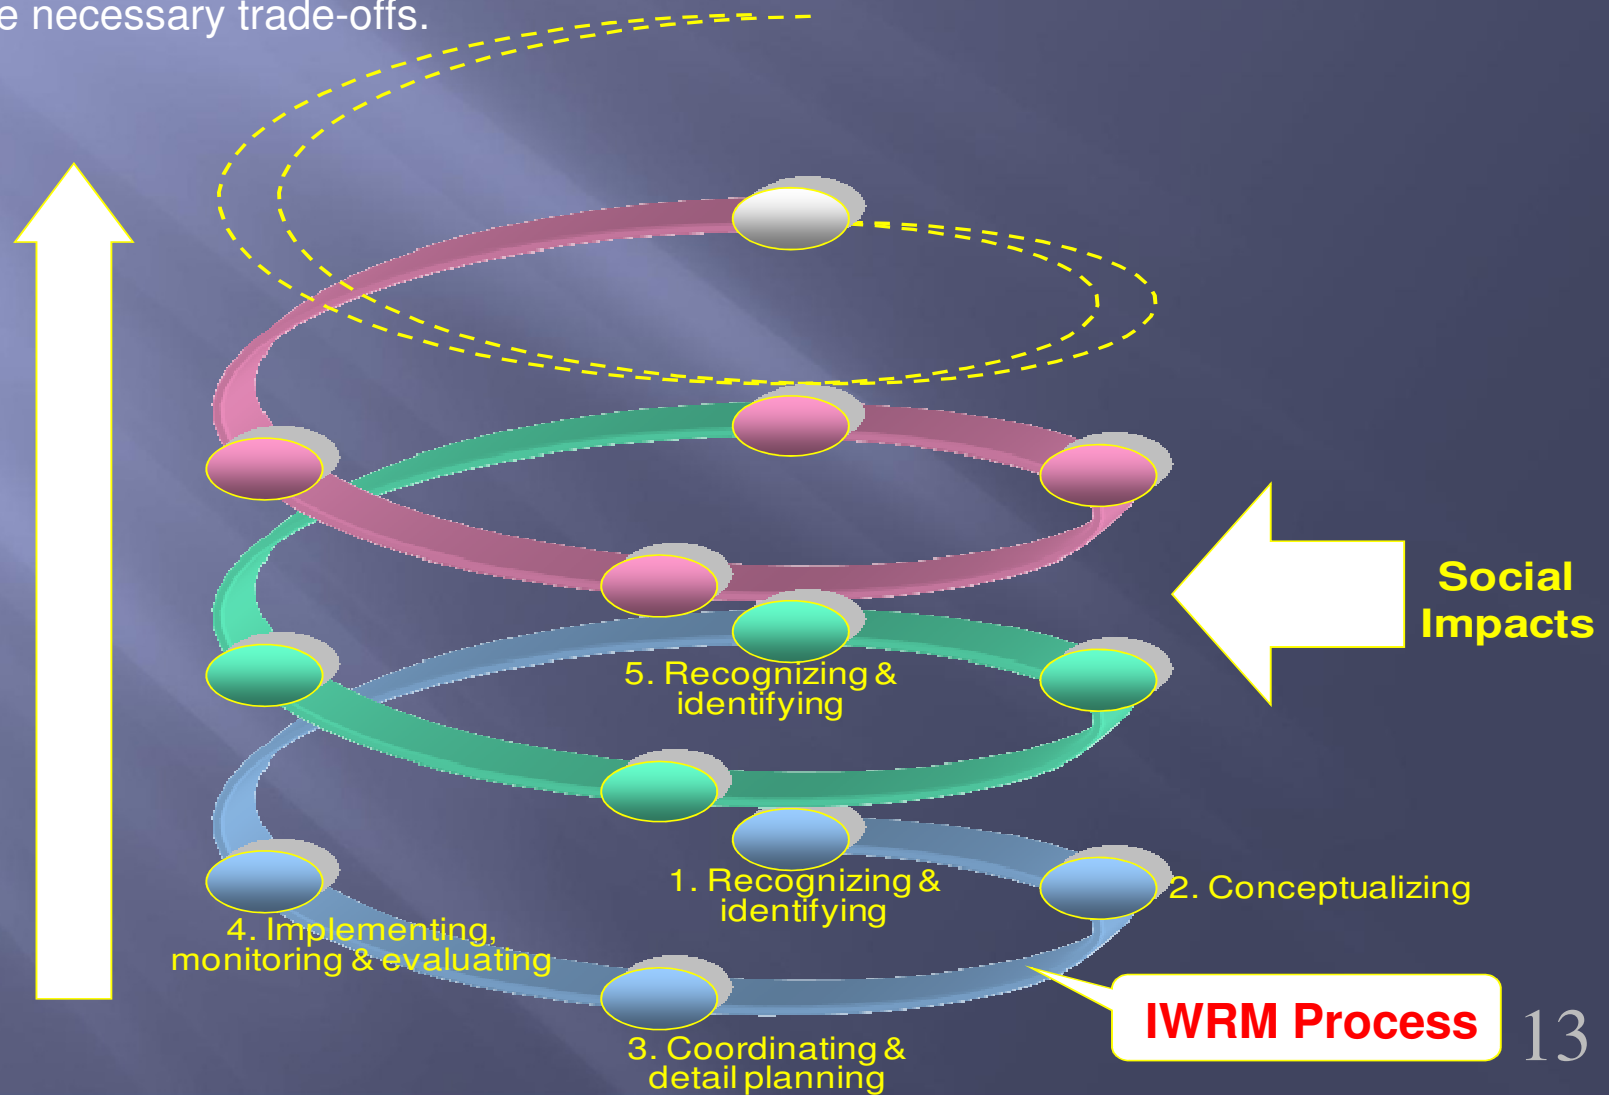 e necessary trade-offs.
Social
Impacts
5. Recognizing &
identifying
1. Recognizing &
identifying
2. Conceptualizing
4. Implementing,
monitoring & evaluating
IWRM Process
3. Coordinating &
detail planning
13